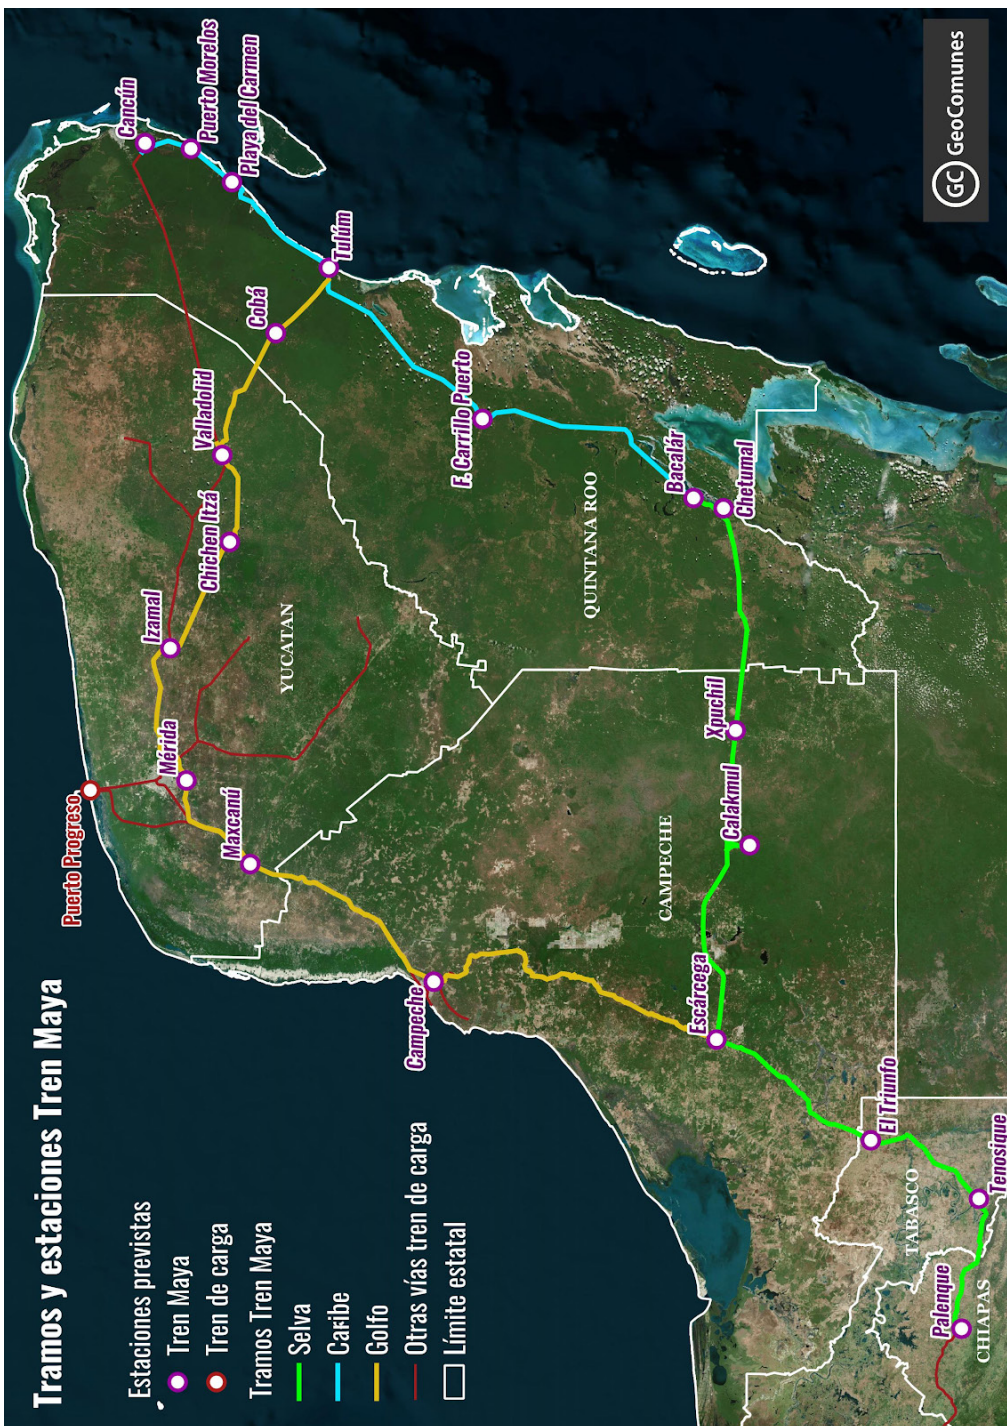 Tramos y estaciones Tren Maya
Estaciones previstas
Tren Maya
Tren de carga
Tramos Tren Maya
Selva
Caribe
Golfo
Otras vías tren de carga
Límite estatal
Puerto Progreso
Mérida
Izamal
Maxcanú
Chichen Itzá
Valladolid
Cobá
Cancún
Puerto Morelos
Playa del Carmen
Tulúm
YUCATAN
Campeche
F. Carrillo Puerto
QUINTANA ROO
Bacalár
Chetumal
Xpuchil
Calakmul
CAMPECHE
Escárcega
El Triunfo
Tenosique
TABASCO
Palenque
CHIAPAS
GC GeoComunes